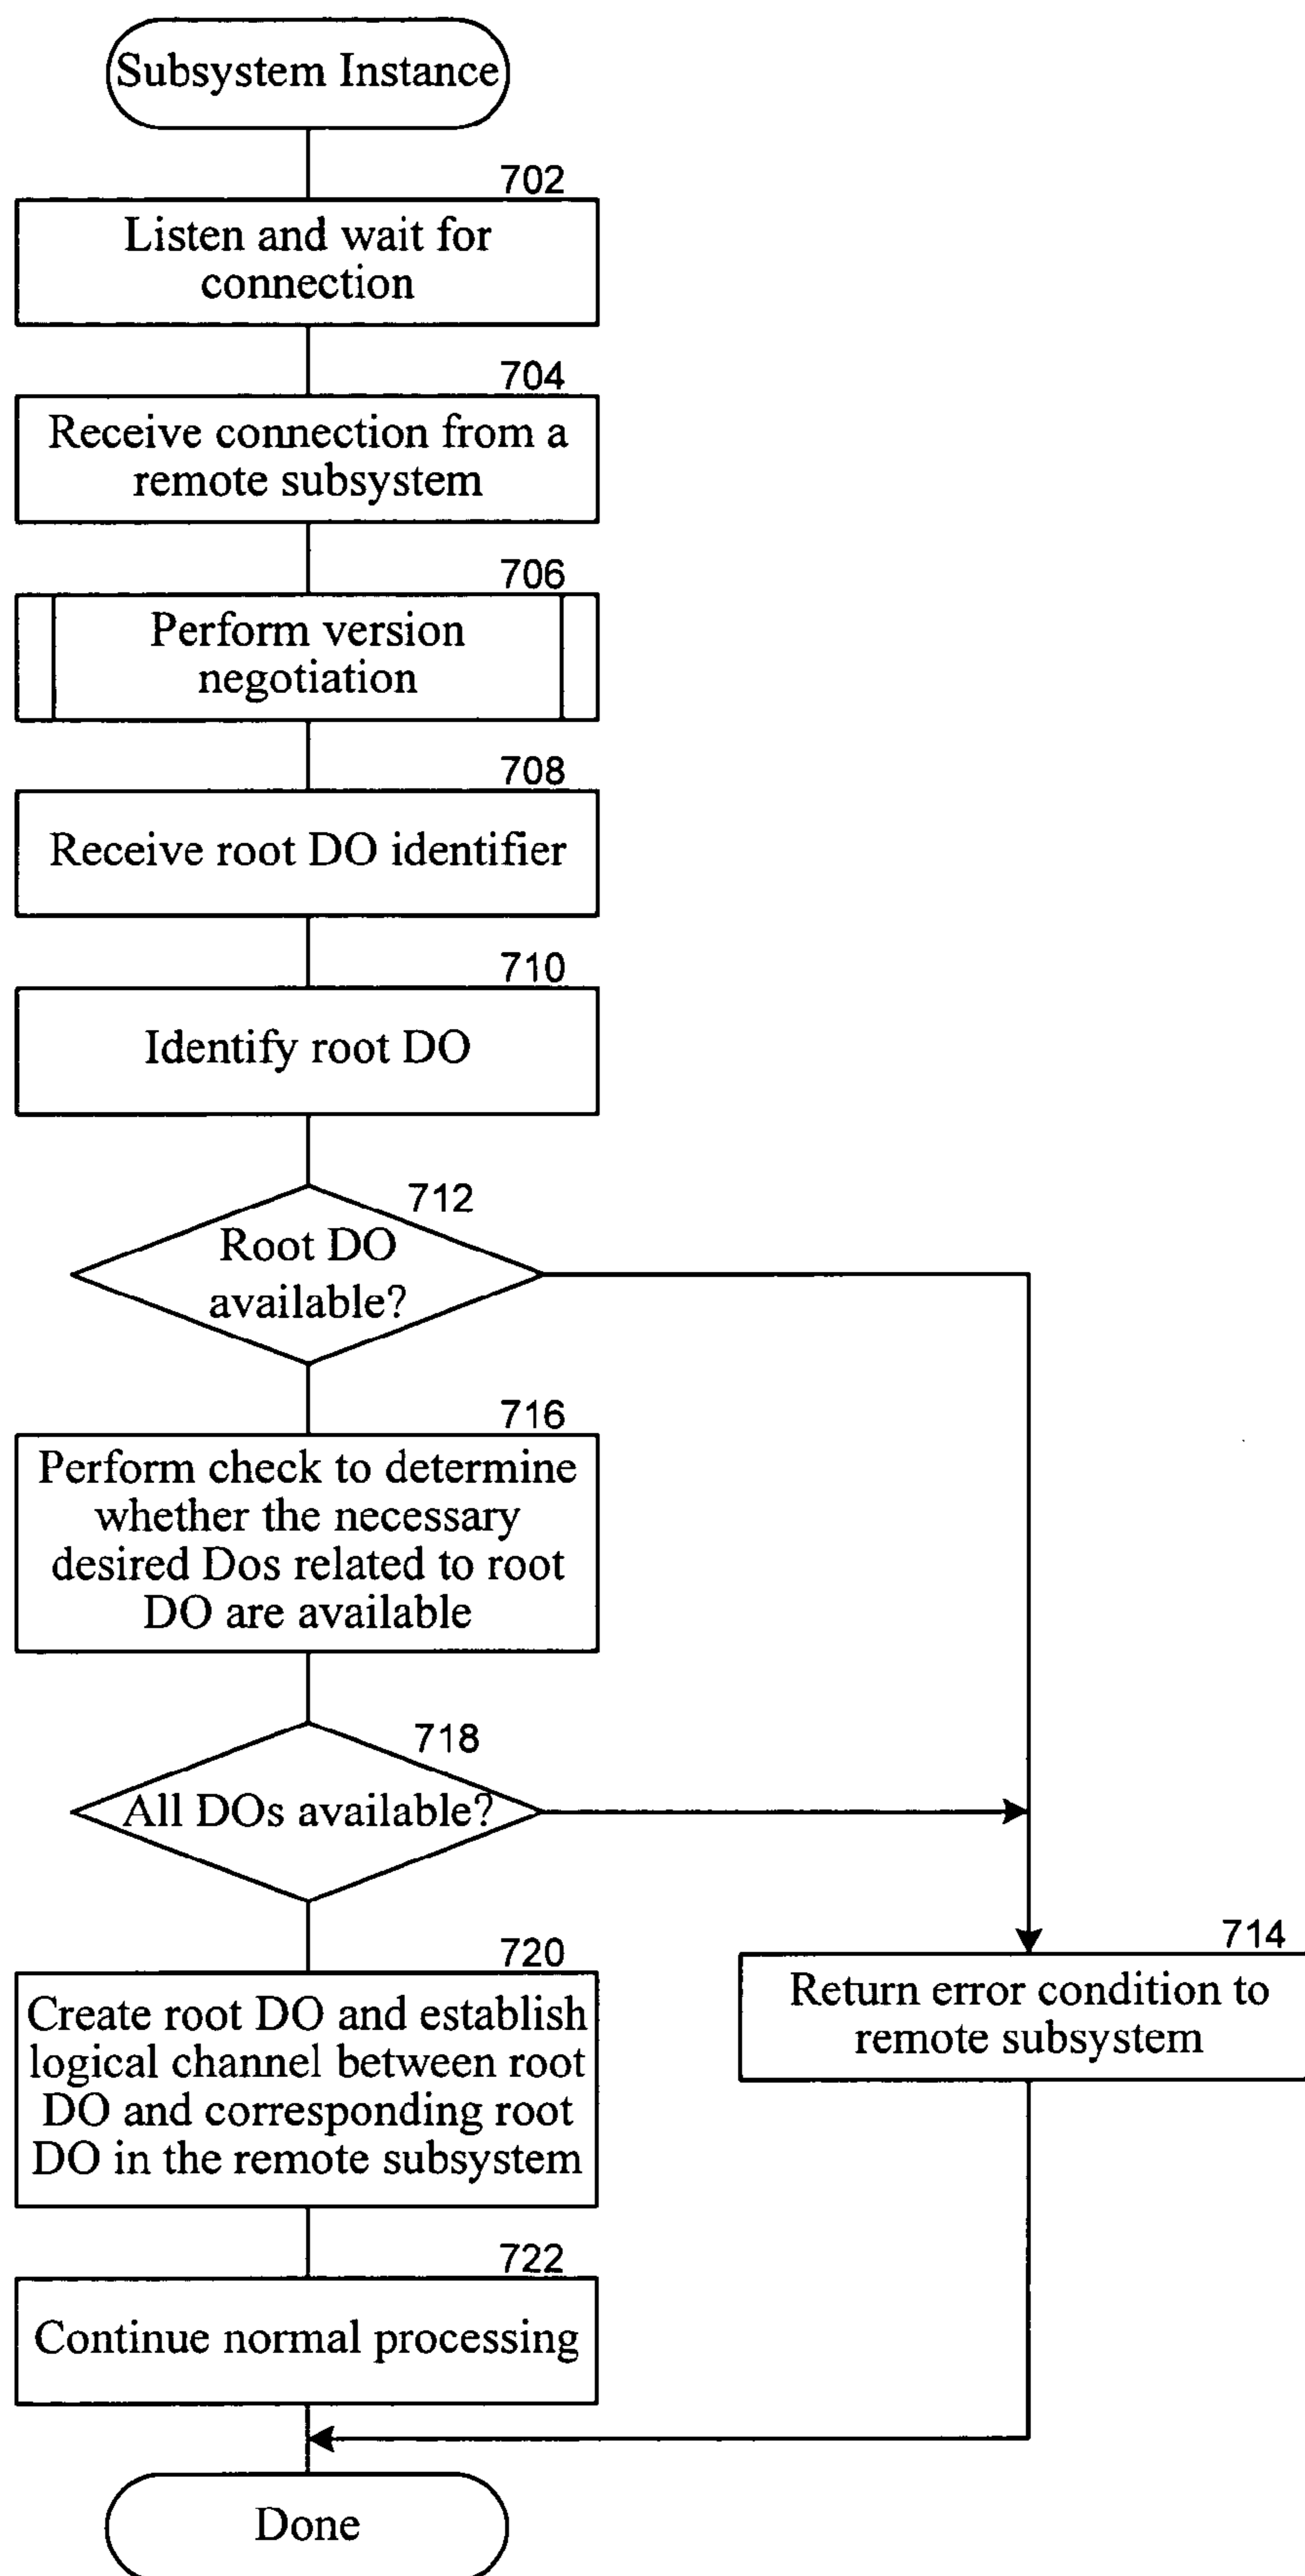 Subsystem Instance
702
Listen and wait for
connection
704
Receive connection from a
remote subsystem
706
Perform version
negotiation
708
Receive root DO identifier
710
Identify root DO
712
Root DO
available?
716
Perform check to determine
whether the necessary
desired Dos related to root
DO are available
718
All DOs available?
720
Create root DO and establish
logical channel between root
DO and corresponding root
DO in the remote subsystem
714
Return error condition to
remote subsystem
722
Continue normal processing
Done